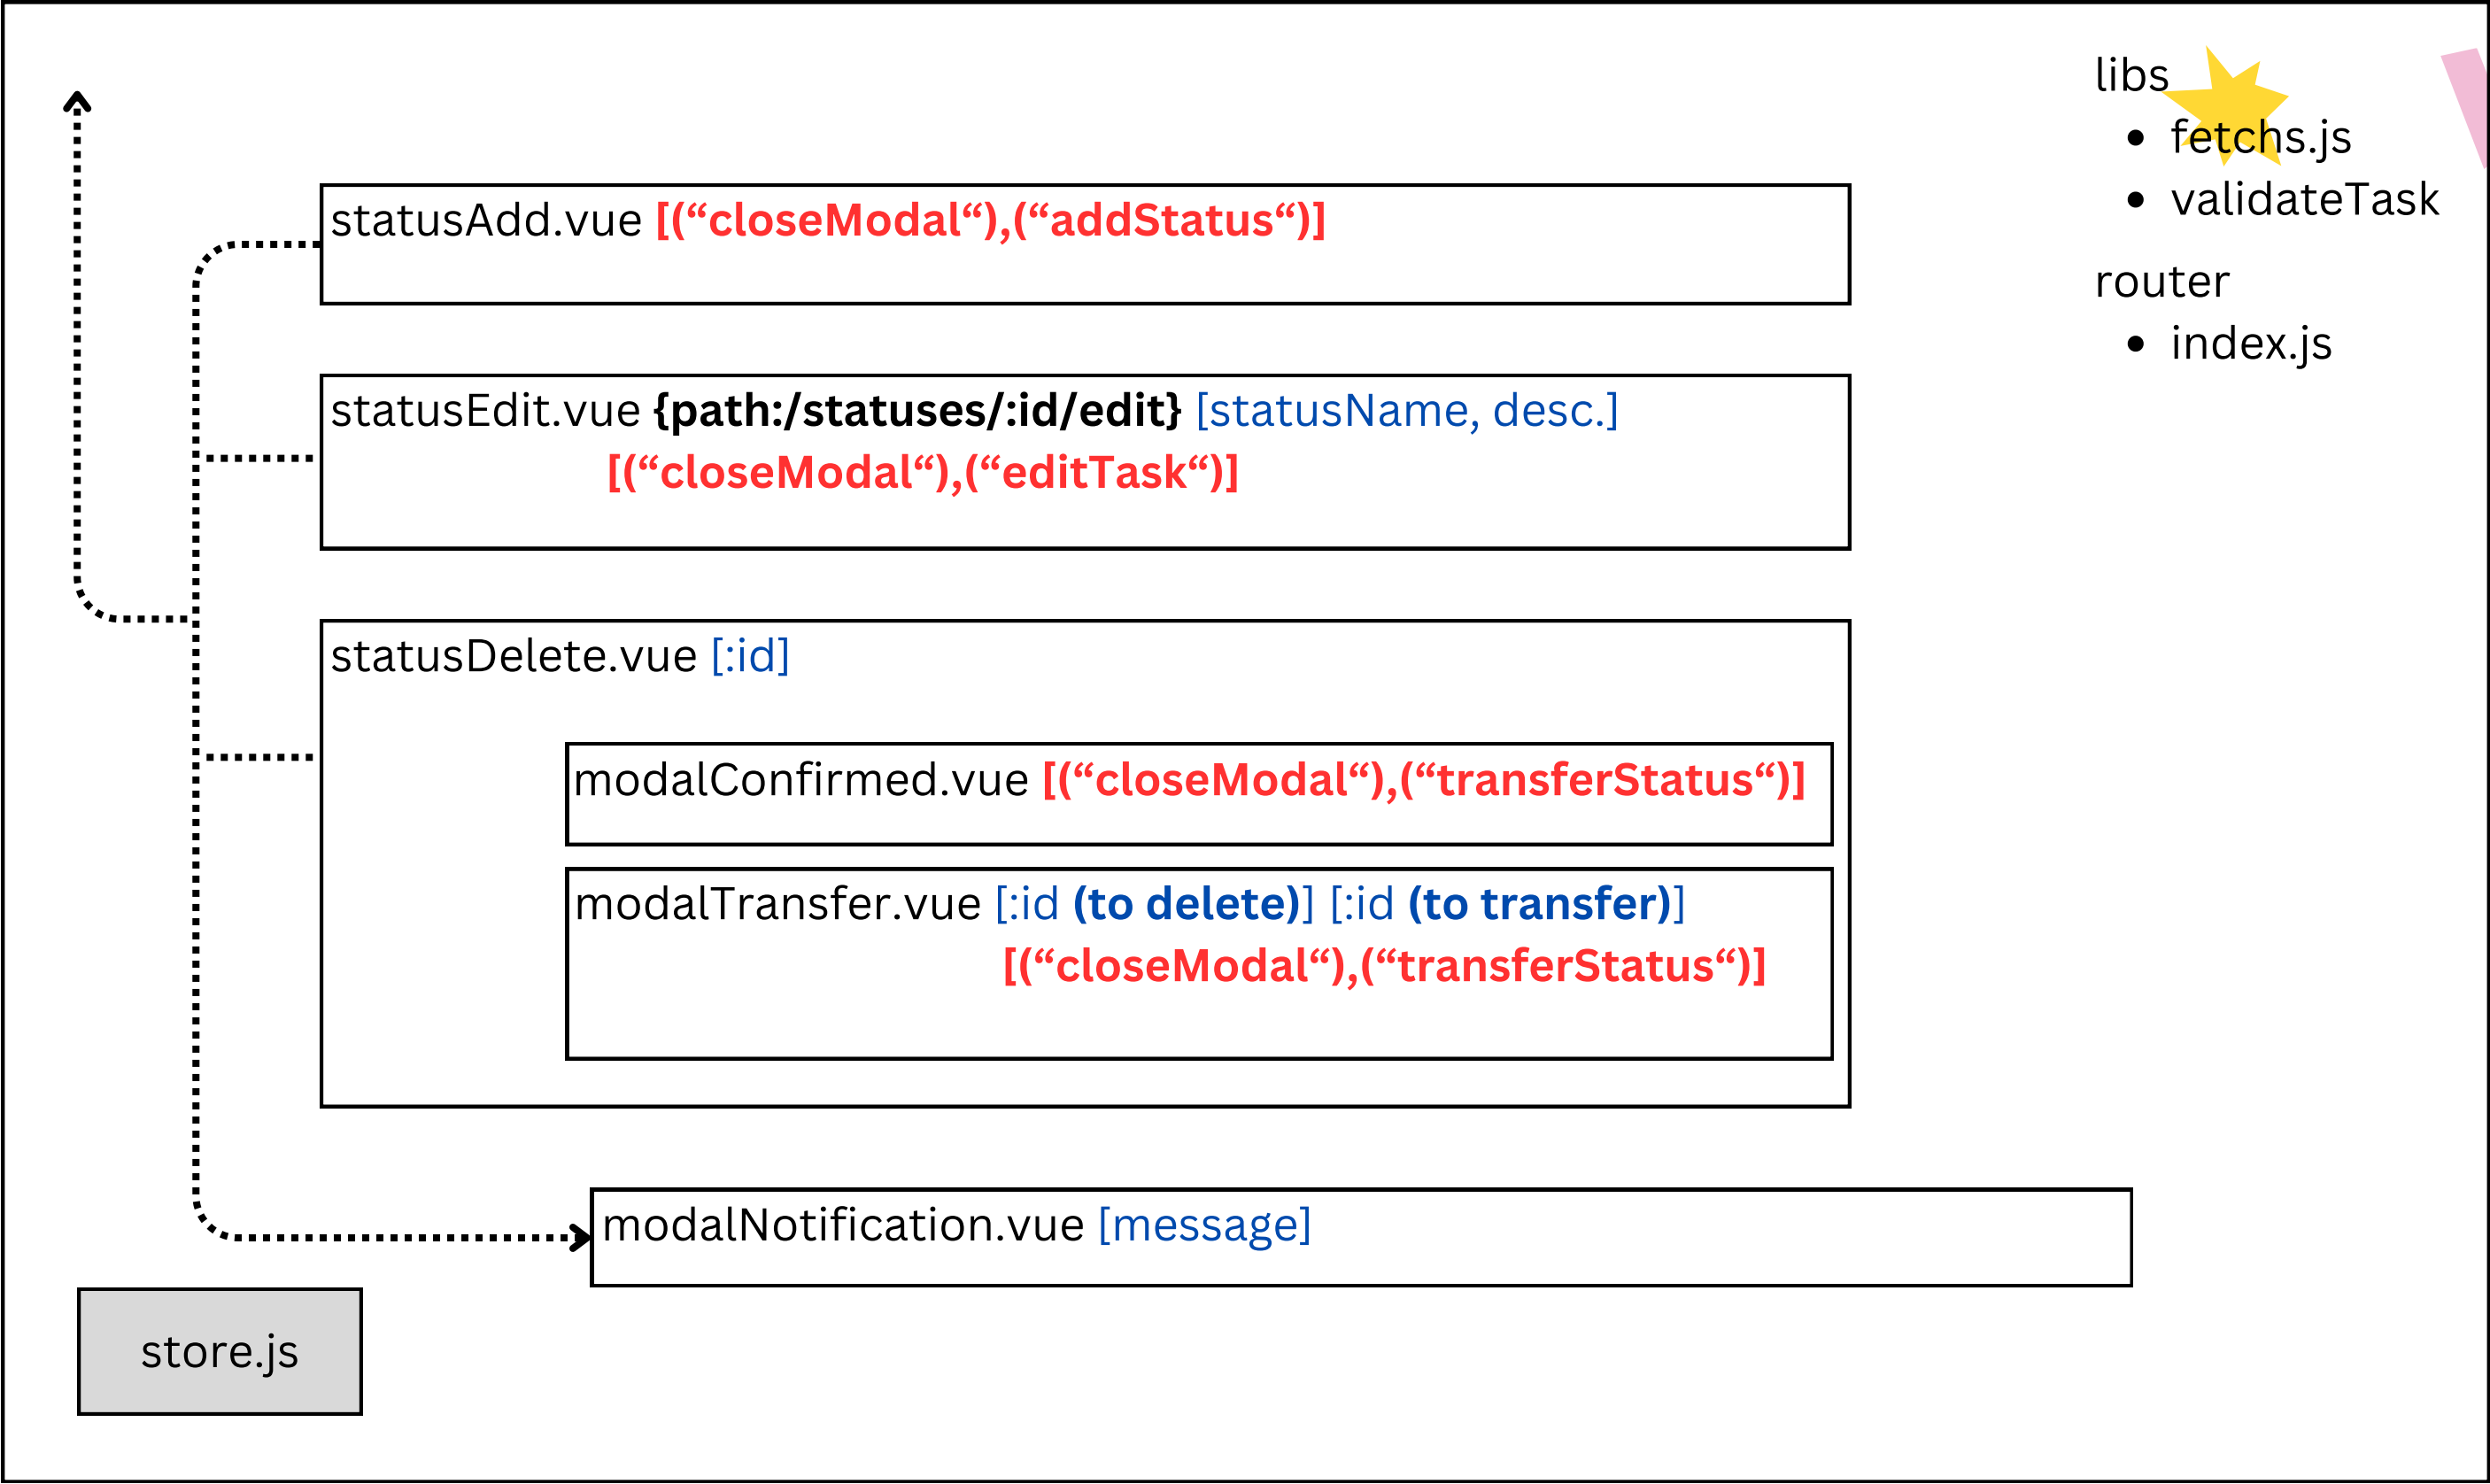 libs
• fetchs.js
• validateTask
router
• index.js
statusAdd.vue [(“closeModal“),(“addStatus“)]
statusEdit.vue {path:/statuses/:id/edit} [statusName, desc.]
[(“closeModal“),(“editTask“)]
statusDelete.vue [:id]
modalConfirmed.vue [(“closeModal“),(“transferStatus“)]
modalTransfer.vue [:id (to delete)] [:id (to transfer)]
[(“closeModal“),(“transferStatus“)]
modalNotification.vue [message]
store.js